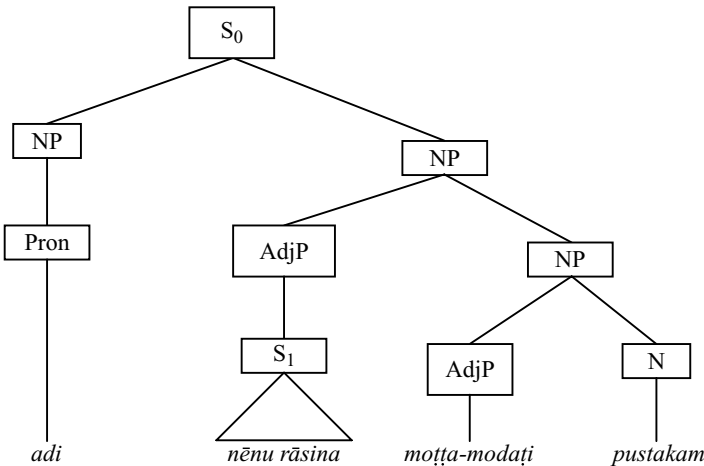 S₀
NP
NP
Pron
AdjP
NP
S₁
AdjP
N
adi nēnu rāsina moṭṭa-modaṭi pustakam